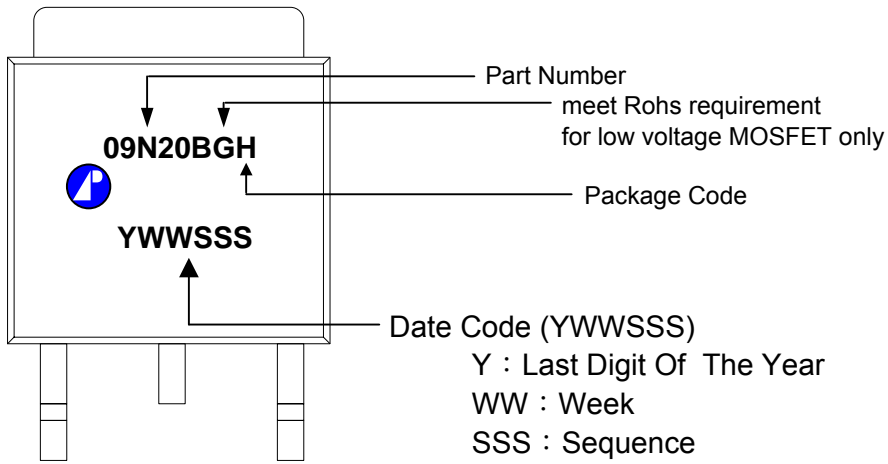 Part Number
meet Rohs requirement
for low voltage MOSFET only
09N20BGH
Package Code
YWWSSS
Date Code (YWWSSS)
Y：Last Digit Of The Year
WW：Week
SSS：Sequence